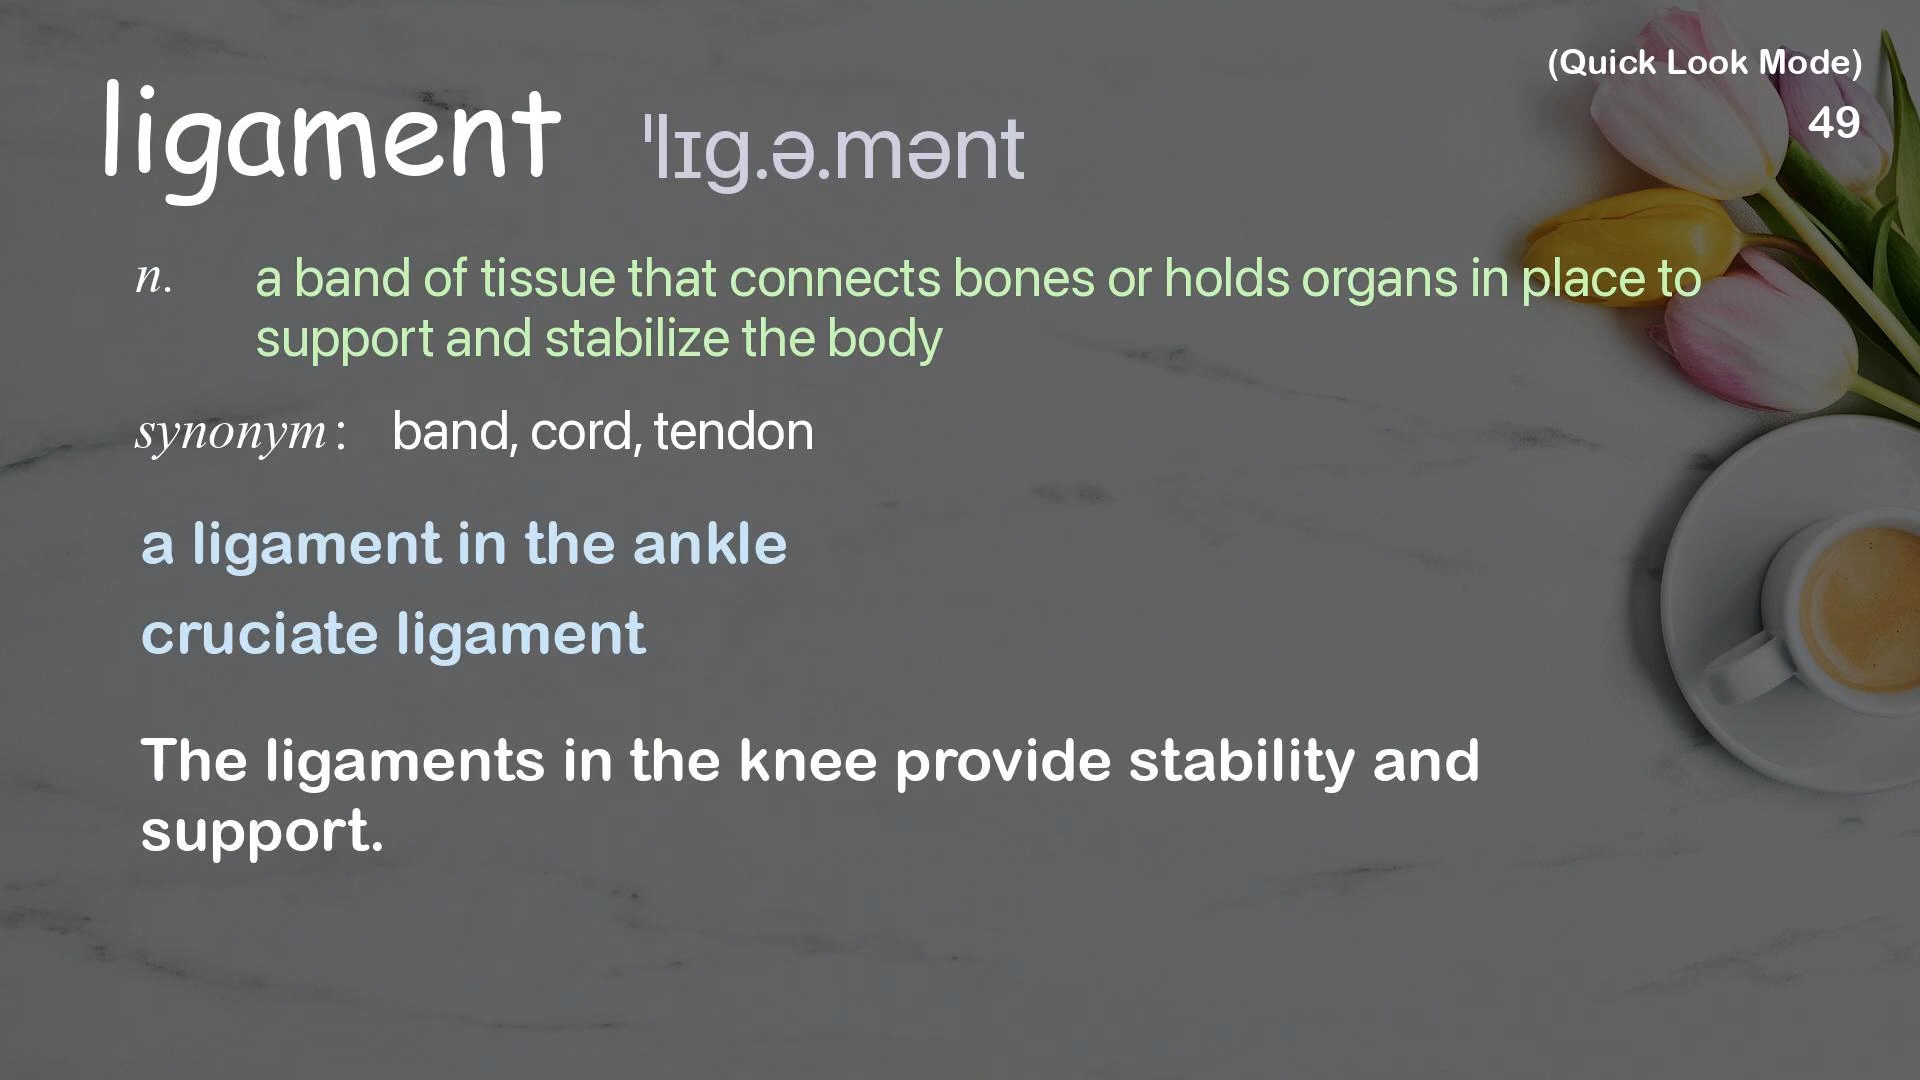 (Quick Look Mode)
49
ligament ˈlɪɡ.ə.mənt
n. a band of tissue that connects bones or holds organs in place to
support and stabilize the body
synonym: band, cord, tendon
a ligament in the ankle
cruciate ligament
The ligaments in the knee provide stability and
support.